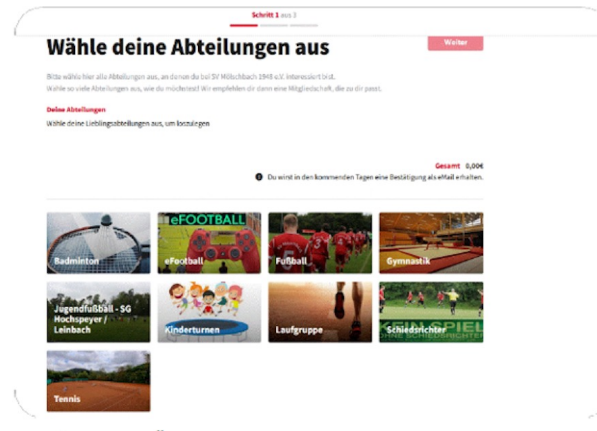 Schritt 1 aus 3
Wähle deine Abteilungen aus
Weiter
Bitte wähle hier alle Abteilungen aus, an denen du bei SV Mölschbach 1948 e.V. interessiert bist.
Wähle so viele Abteilungen aus, wie du möchtest! Wir empfehlen dir dann eine Mitgliedschaft, die zu dir passt.
Deine Abteilungen
Wähle deine Lieblingsabteilungen aus, um loszulegen
Gesamt 0,00€
Du wirst in den kommenden Tagen eine Bestätigung als eMail erhalten.
eFOOTBALL
Badminton
eFootball
Fußball
Gymnastik
Jugendfußball - SG
Hochspeyer /
Leinbach
Kinderturnen
Laufgruppe
KEIN SPIEL
OHNE SCHIEDSRICHTER
Schiedsrichter
Tennis